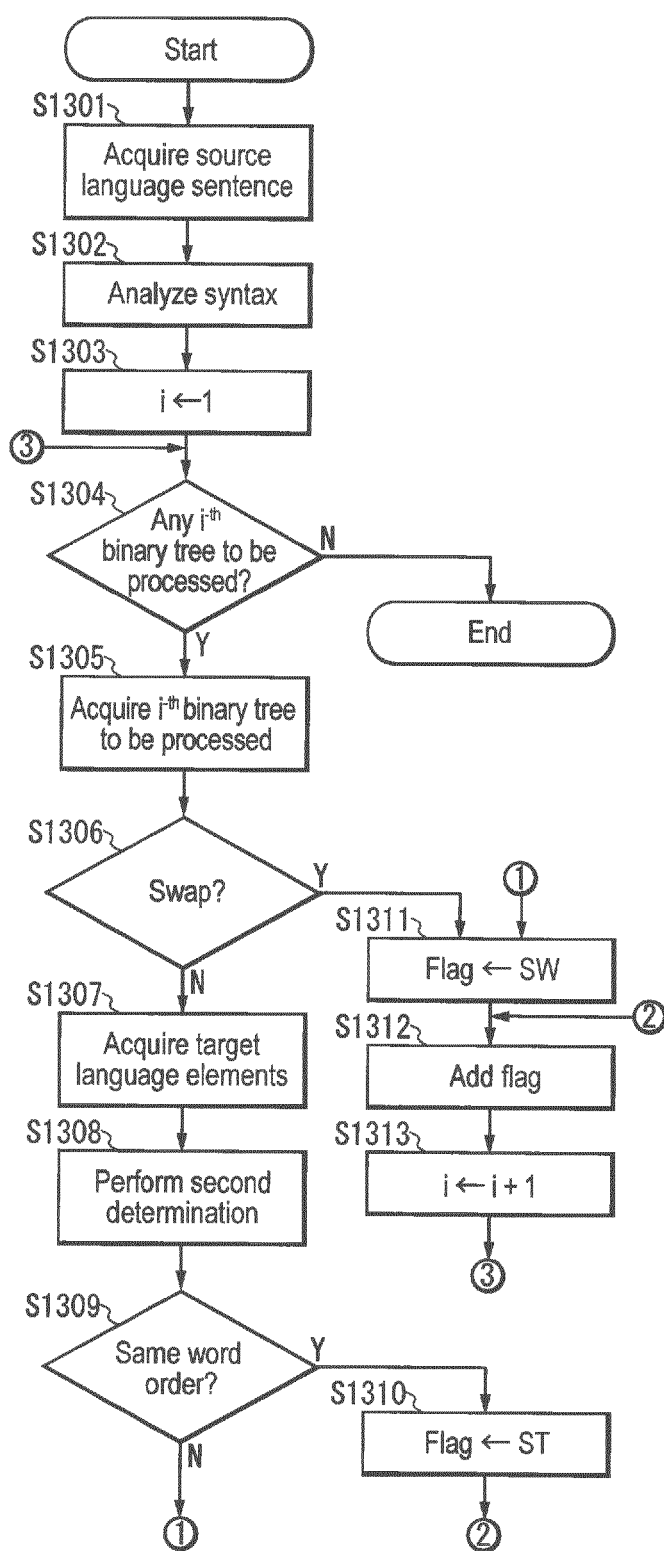 Start
S1301
Acquire source
language sentence
S1302
Analyze syntax
S1303
i ← 1
③
S1304
Any i-th
binary tree to be
processed?
N
End
Y
S1305
Acquire i-th binary tree
to be processed
S1306
Swap?
Y
①
S1311
Flag ← SW
N
②
S1307
Acquire target
language elements
S1312
Add flag
S1308
Perform second
determination
S1313
i ← i + 1
③
S1309
Same word
order?
Y
S1310
Flag ← ST
N
①
②